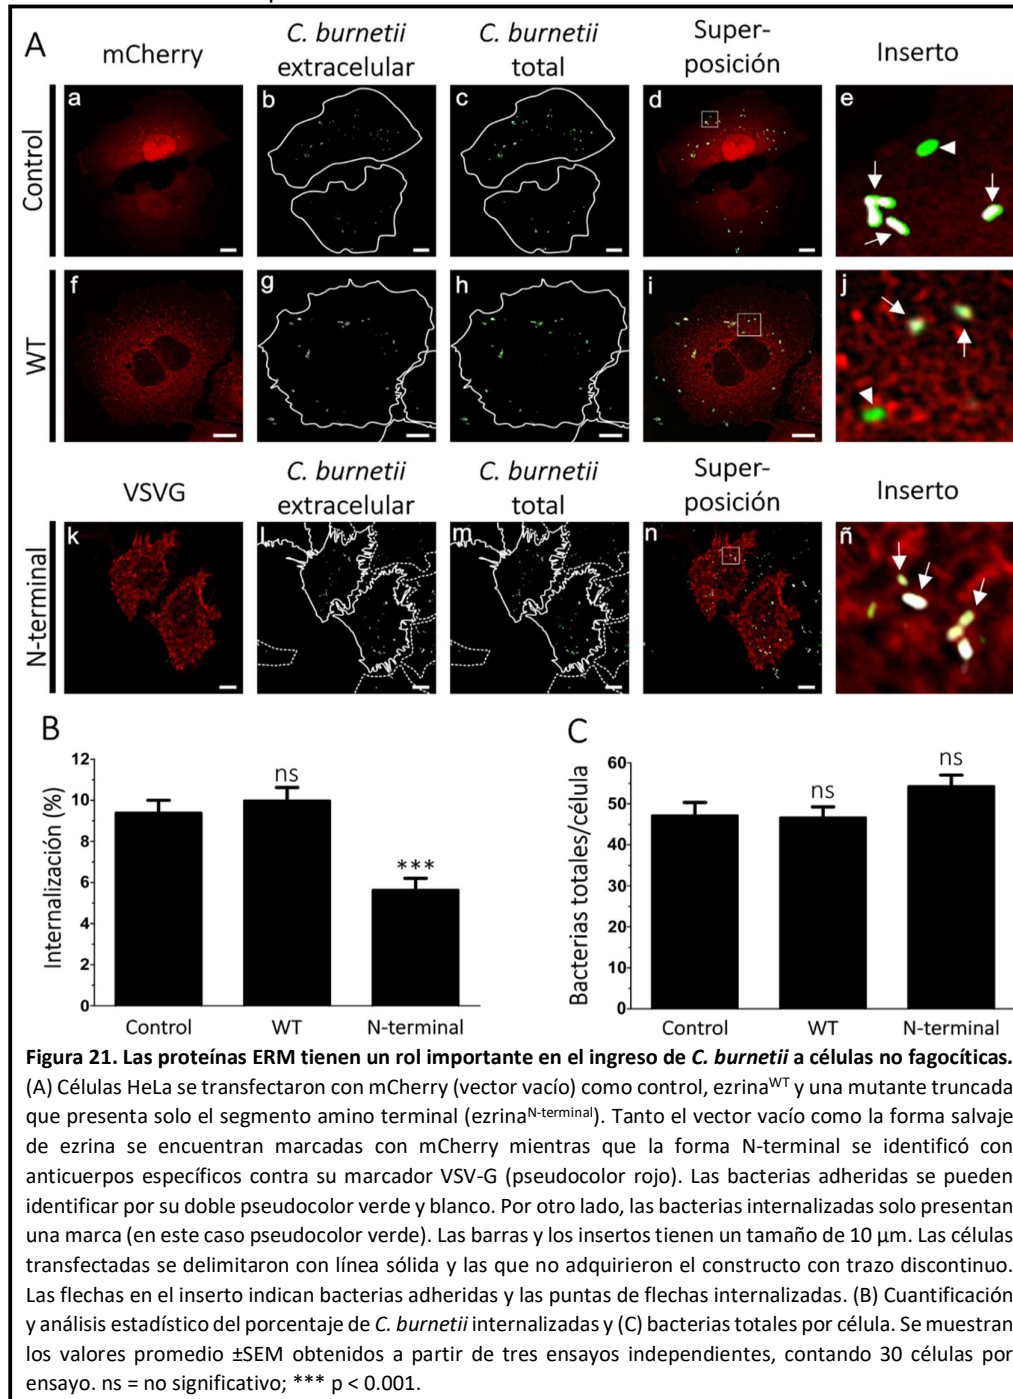 A
mCherry
C. burnetii
extracelular
C. burnetii
total
Super-
posición
Inserto
Control
a
b
c
d
e
WT
f
g
h
i
j
VSVG
C. burnetii
extracelular
C. burnetii
total
Super-
posición
Inserto
N-terminal
k
l
m
n
ñ
B
Internalización (%)
12
10
8
6
4
2
0
ns
***
Control
WT
N-terminal
C
Bacterias totales/célula
60
50
40
30
20
10
0
ns
ns
Control
WT
N-terminal
Figura 21. Las proteínas ERM tienen un rol importante en el ingreso de C. burnetii a células no fagocíticas.
(A) Células HeLa se transfectaron con mCherry (vector vacío) como control, ezrina^WT y una mutante truncada
que presenta solo el segmento amino terminal (ezrina^N-terminal). Tanto el vector vacío como la forma salvaje
de ezrina se encuentran marcadas con mCherry mientras que la forma N-terminal se identificó con
anticuerpos específicos contra su marcador VSV-G (pseudocolor rojo). Las bacterias adheridas se pueden
identificar por su doble pseudocolor verde y blanco. Por otro lado, las bacterias internalizadas solo presentan
una marca (en este caso pseudocolor verde). Las barras y los insertos tienen un tamaño de 10 µm. Las células
transfectadas se delimitaron con línea sólida y las que no adquirieron el constructo con trazo discontinuo.
Las flechas en el inserto indican bacterias adheridas y las puntas de flechas internalizadas. (B) Cuantificación
y análisis estadístico del porcentaje de C. burnetii internalizadas y (C) bacterias totales por célula. Se muestran
los valores promedio ±SEM obtenidos a partir de tres ensayos independientes, contando 30 células por
ensayo. ns = no significativo; *** p < 0.001.